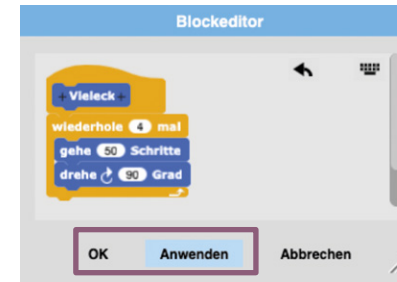 Blockeditor
+ Vieleck +
wiederhole 4 mal
gehe 50 Schritte
drehe 90 Grad
OK Anwenden Abbrechen